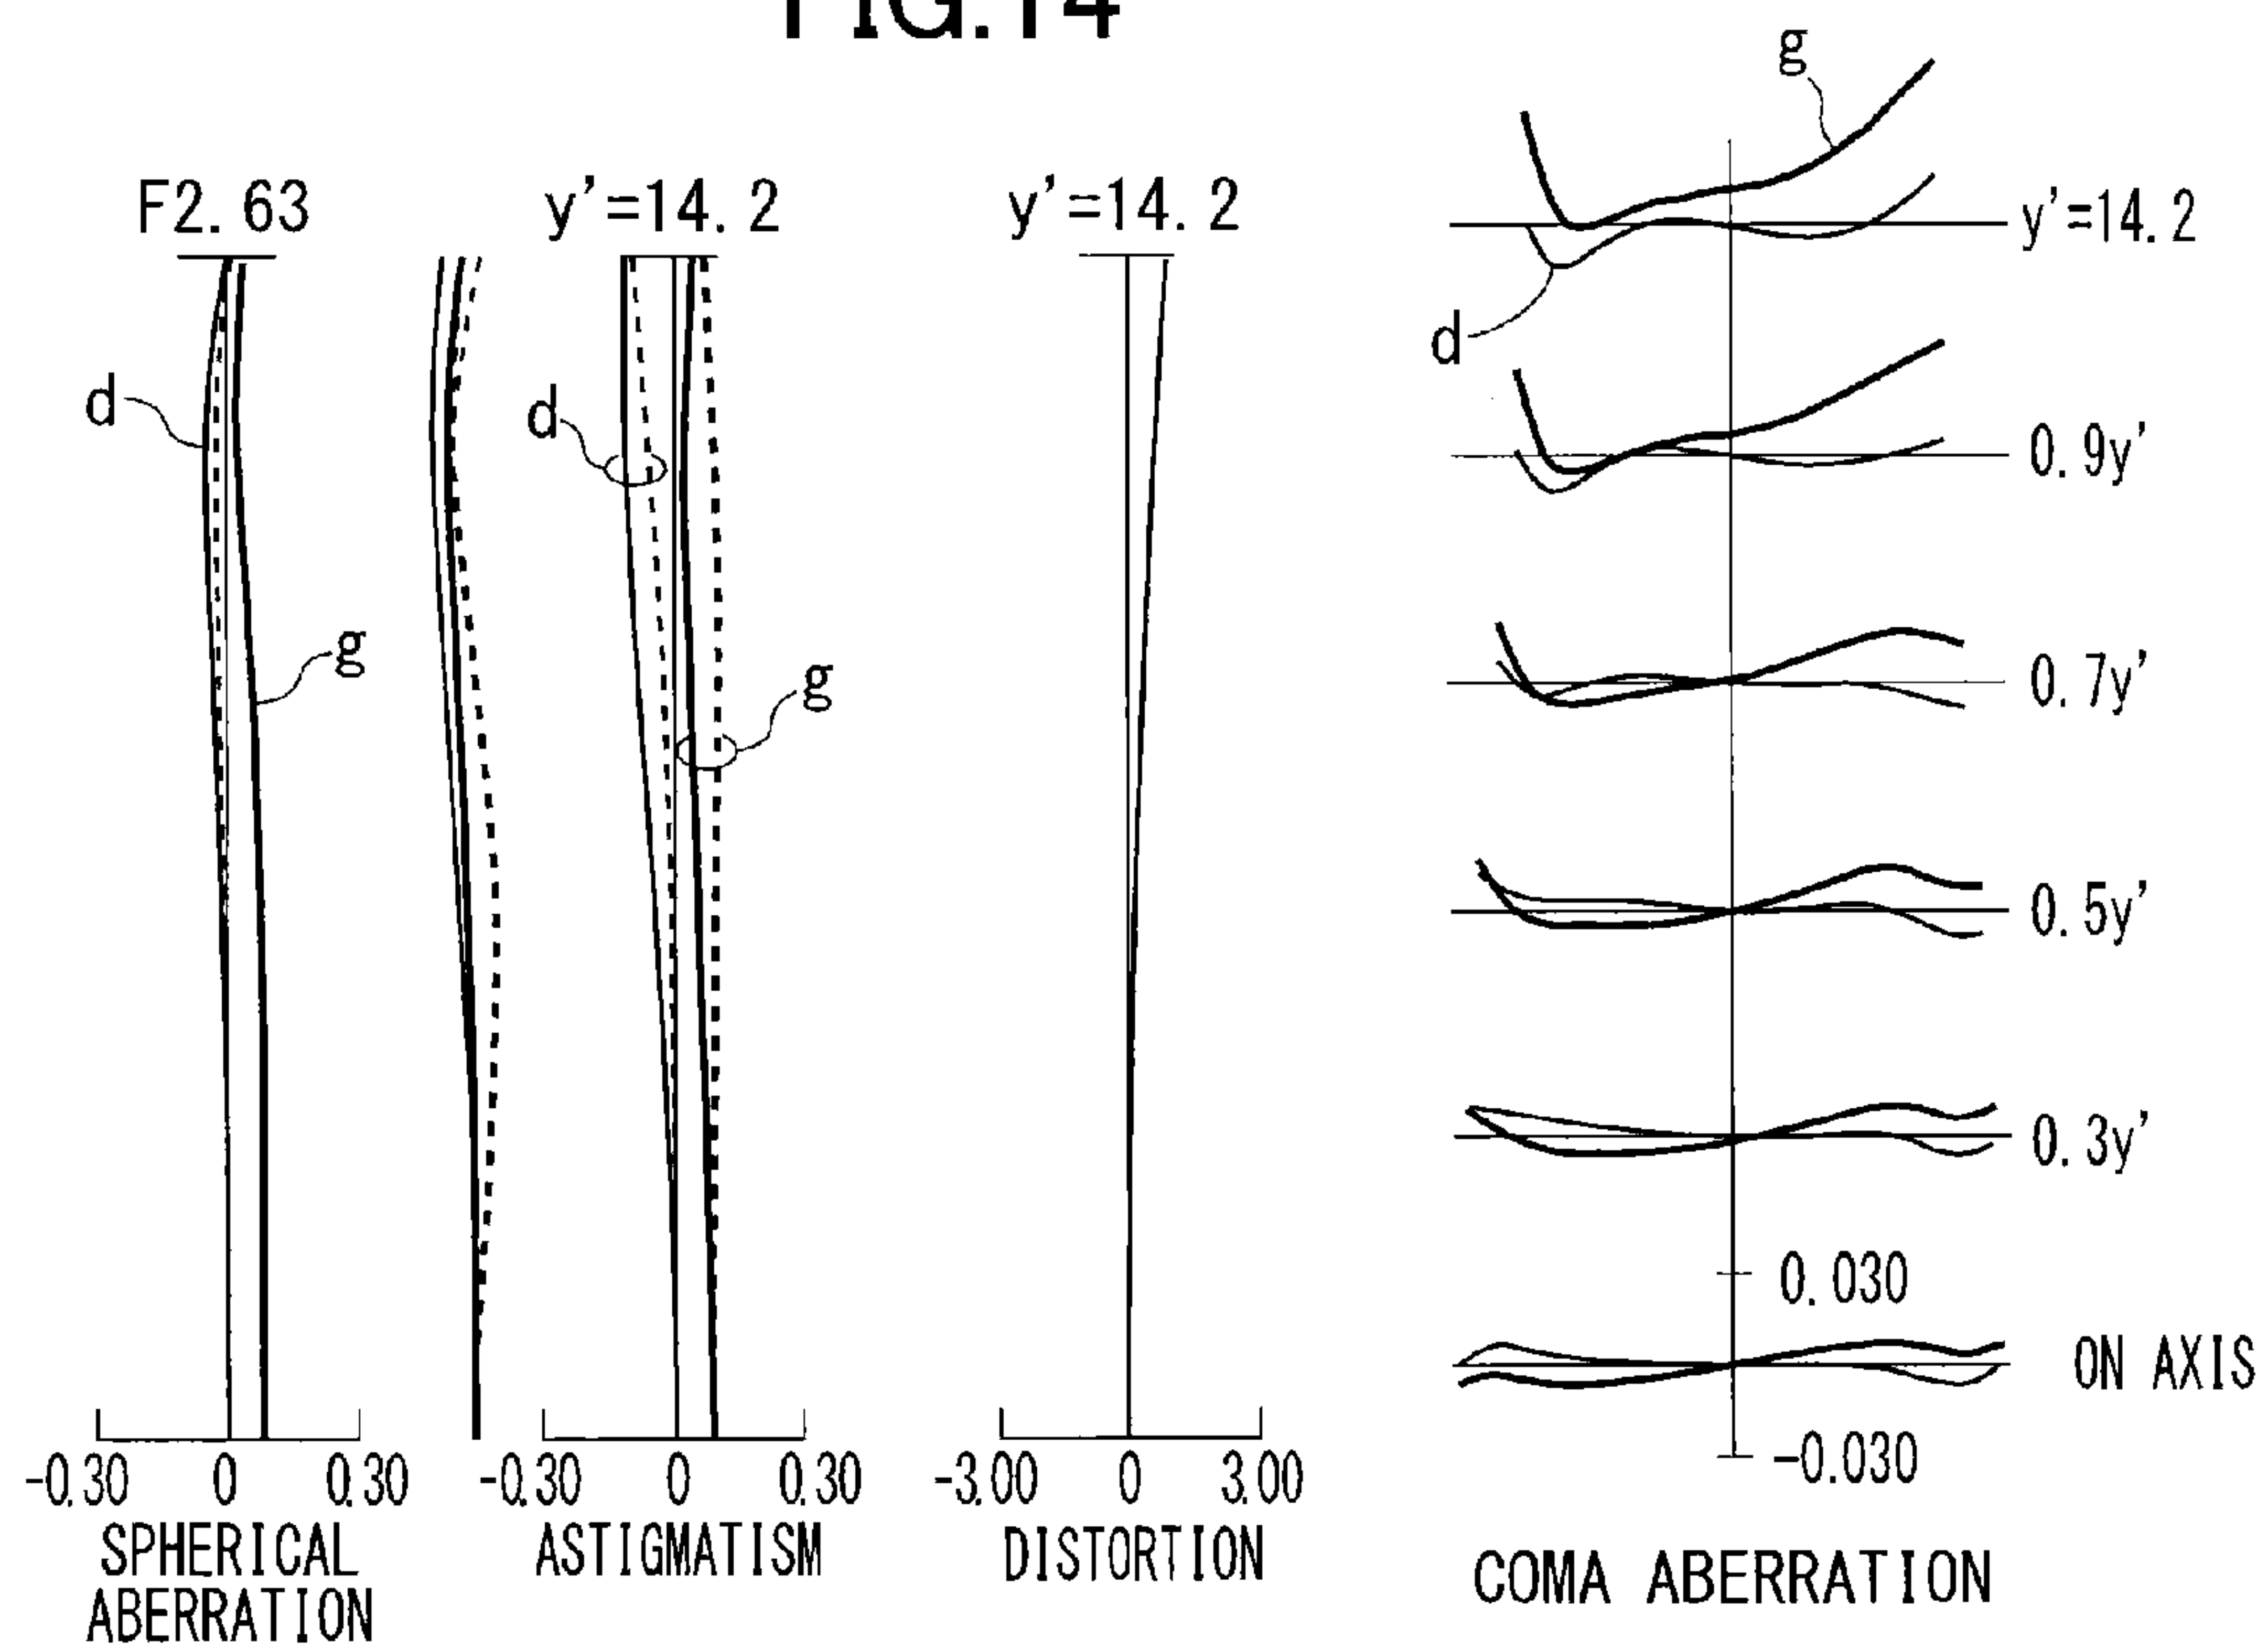 FIG.14
F2.63
d
g
-0.30 0 0.30
SPHERICAL
ABERRATION
y'=14.2
d
g
-0.30 0 0.30
ASTIGMATISM
y'=14.2
-3.00 0 3.00
DISTORTION
g
y'=14.2
d
0.9y'
0.7y'
0.5y'
0.3y'
0.030
ON AXIS
-0.030
COMA ABERRATION